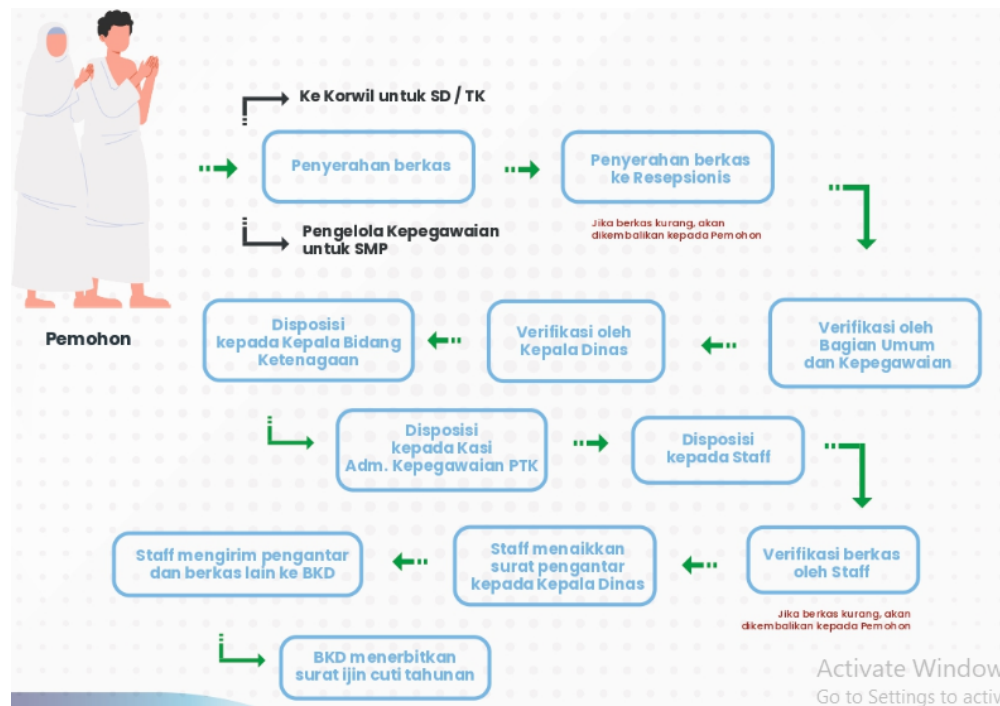 Ke Korwil untuk SD / TK
Penyerahan berkas
Penyerahan berkas
ke Resepsionis
Jika berkas kurang, akan
dikembalikan kepada Pemohon
Pengelola Kepegawaian
untuk SMP
Pemohon
Disposisi
kepada Kepala Bidang
Ketenagaan
Verifikasi oleh
Kepala Dinas
Verifikasi oleh
Bagian Umum
dan Kepegawaian
Disposisi
kepada Kasi
Adm. Kepegawaian PTK
Disposisi
kepada Staff
Staff mengirim pengantar
dan berkas lain ke BKD
Staff menaikkan
surat pengantar
kepada Kepala Dinas
Verifikasi berkas
oleh Staff
Jika berkas kurang, akan
dikembalikan kepada Pemohon
BKD menerbitkan
surat ijin cuti tahunan
Activate Window
Go to Settings to activ